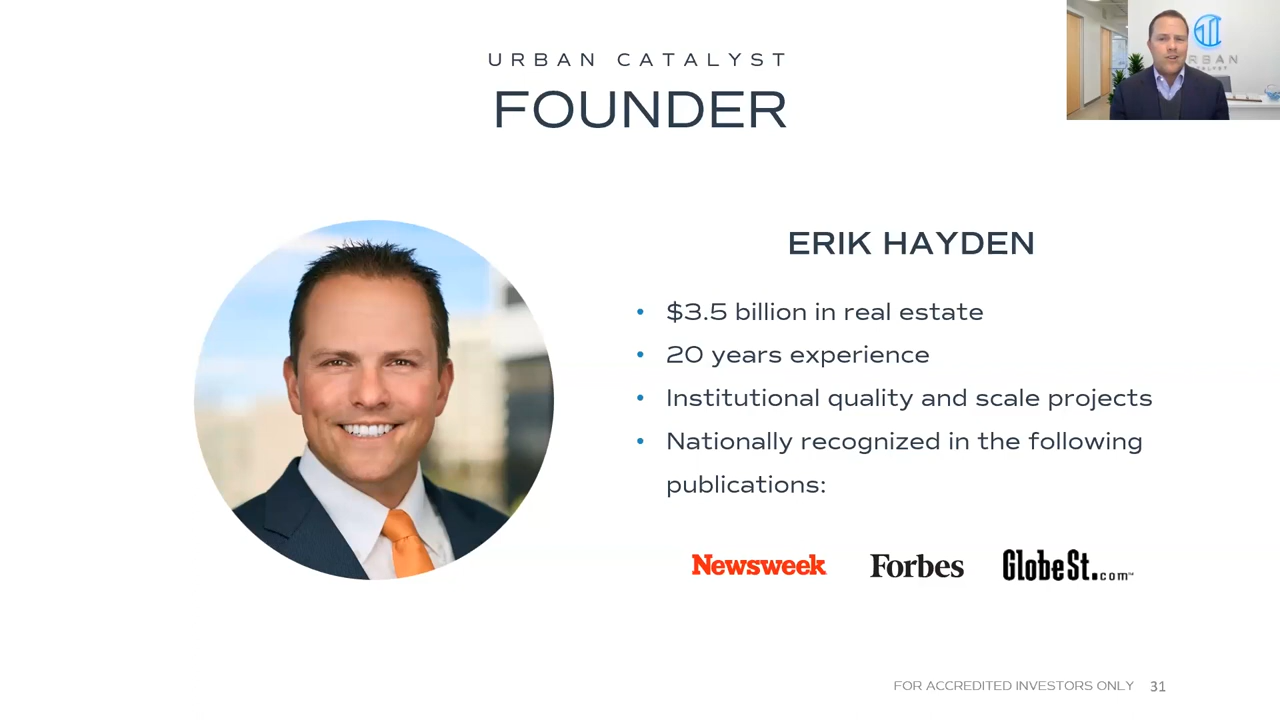 URBAN CATALYST
FOUNDER
ERIK HAYDEN
• $3.5 billion in real estate
• 20 years experience
• Institutional quality and scale projects
• Nationally recognized in the following
publications:
Newsweek Forbes GlobeSt.com™
FOR ACCREDITED INVESTORS ONLY 31